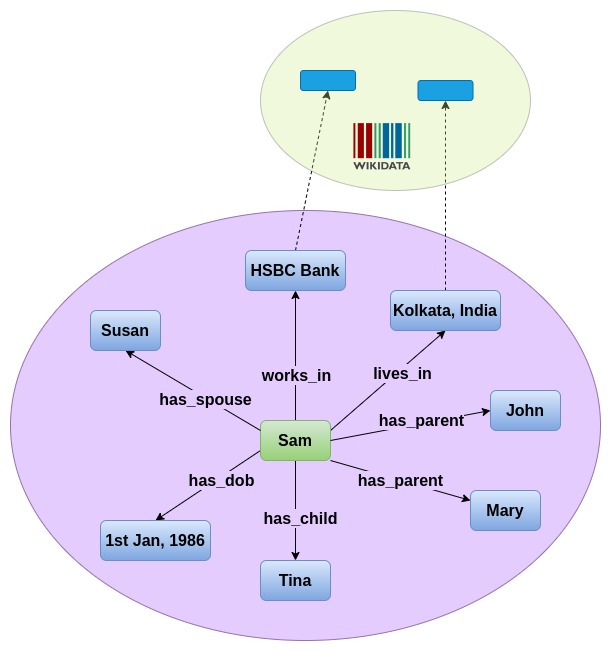 WIKIDATA
HSBC Bank
Kolkata, India
Susan
works_in
lives_in
has_spouse
John
has_parent
Sam
has_dob
has_parent
Mary
has_child
1st Jan, 1986
Tina